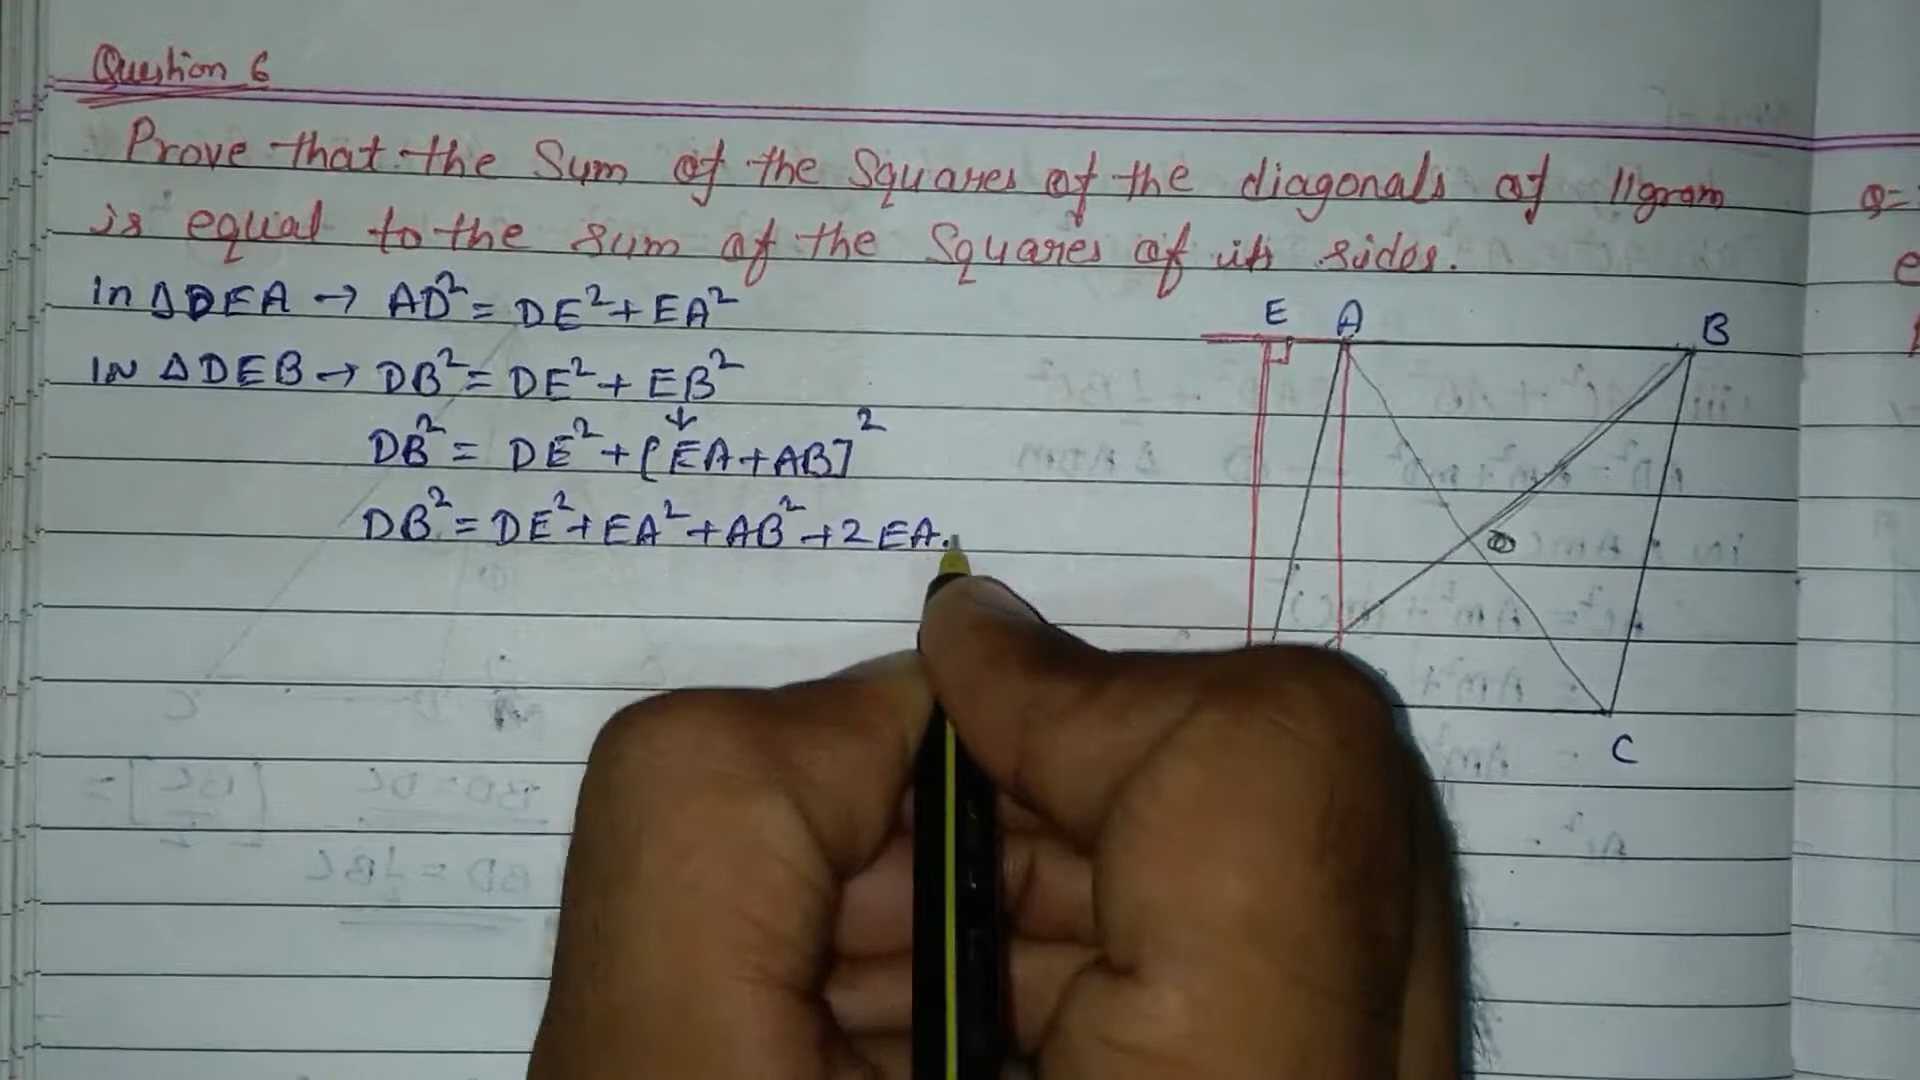 Question 6
Prove that the Sum of the Squares of the diagonals of ||gram
is equal to the sum of the Squares of its sides.
In ΔDEA → AD² = DE² + EA²
IN ΔDEB → DB² = DE² + EB²
↓
DB² = DE² + [EA + AB]²
DB² = DE² + EA² + AB² + 2EA.
E A B
O
C